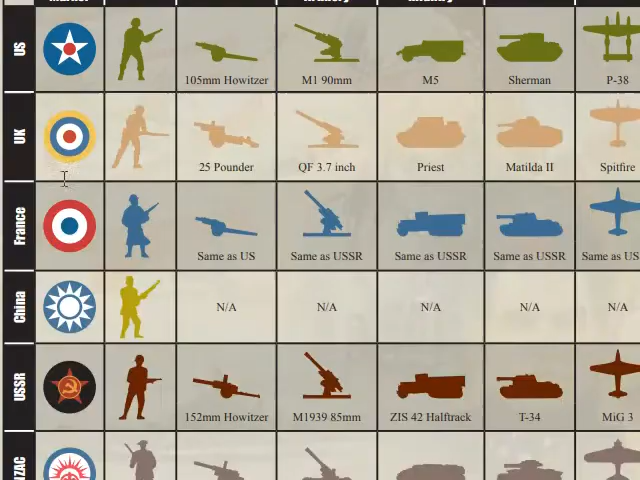 US
105mm Howitzer
M1 90mm
M5
Sherman
P-38
UK
25 Pounder
QF 3.7 inch
Priest
Matilda II
Spitfire
France
Same as US
Same as USSR
Same as USSR
Same as USSR
Same as US
China
N/A
N/A
N/A
N/A
N/A
USSR
152mm Howitzer
M1939 85mm
ZIS 42 Halftrack
T-34
MiG 3
NZAC